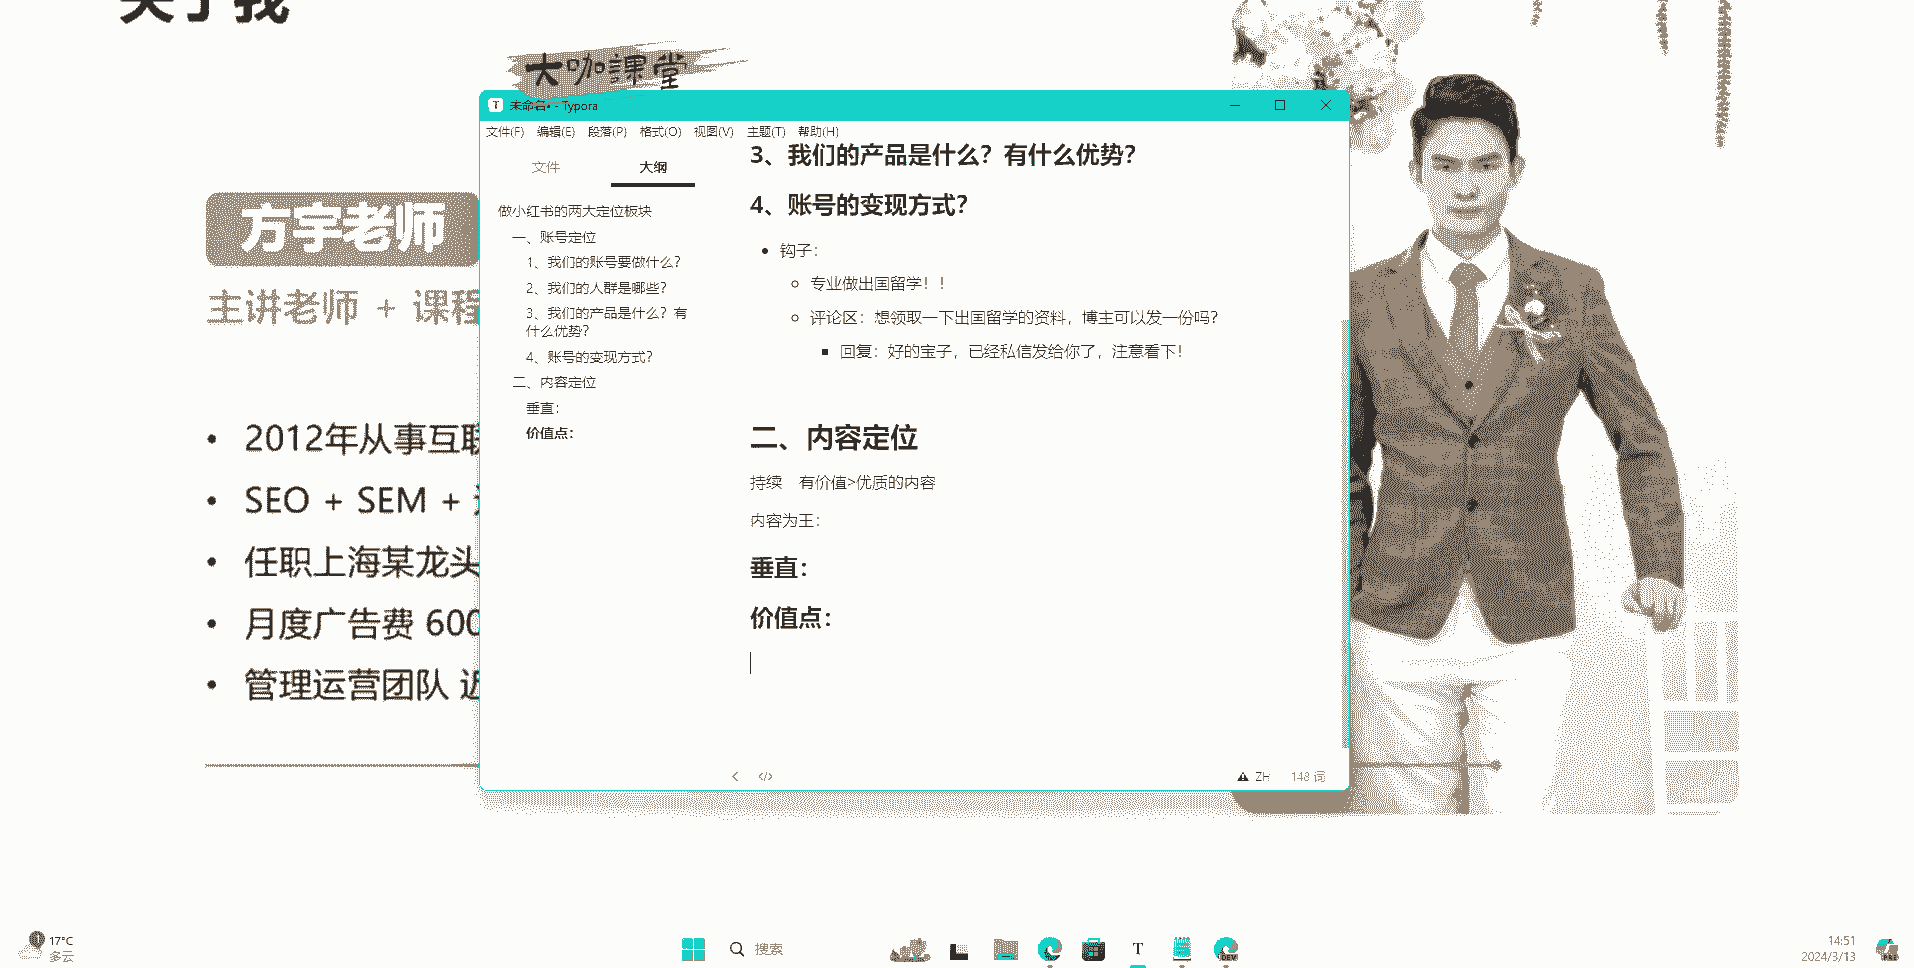 关于我
大咖課堂
未命名• - Typora
文件(F) 编辑(E) 段落(P) 格式(O) 视图(V) 主题(T) 帮助(H)
文件 大纲
做小红书的两大定位板块
一、账号定位
1、我们的账号要做什么？
2、我们的人群是哪些？
3、我们的产品是什么？有
什么优势？
4、账号的变现方式？
二、内容定位
垂直：
价值点：
3、我们的产品是什么？有什么优势？
4、账号的变现方式？
钩子：
专业做出国留学！！
评论区：想领取一下出国留学的资料，博主可以发一份吗？
回复：好的宝子，已经私信发给你了，注意看下！
二、内容定位
持续 有价值>优质的内容
内容为王：
垂直：
价值点：
ZH 148 词
方宇老师
主讲老师 + 课程
• 2012年从事互联
• SEO + SEM +
• 任职上海某龙头
• 月度广告费 600
• 管理运营团队 近
17°C
多云
搜索
14:51
2024/3/13